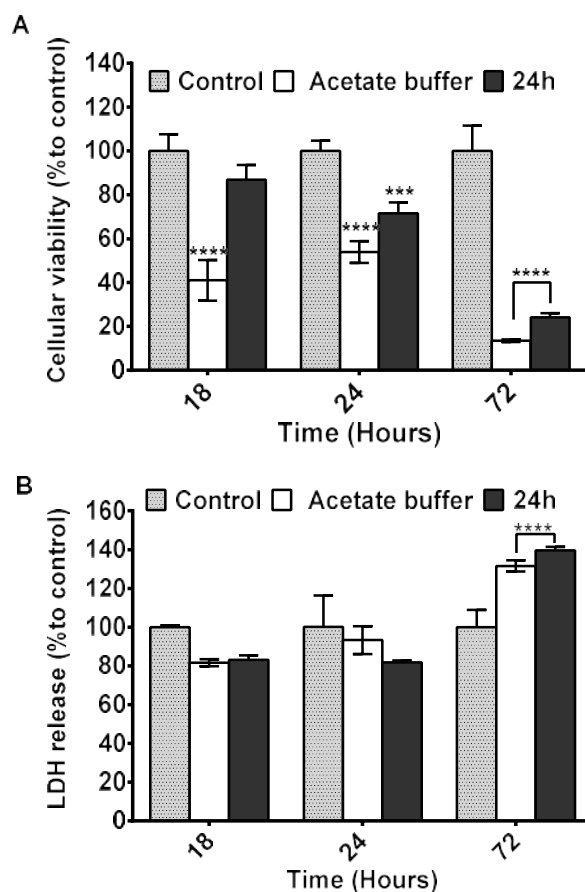 A
Control Acetate buffer 24h
Cellular viability (%to control)
140
120
100
80
60
40
20
0
****
****
***
****
18 24 72
Time (Hours)
B
Control Acetate buffer 24h
LDH release (%to control)
160
140
120
100
80
60
40
20
0
****
18 24 72
Time (Hours)